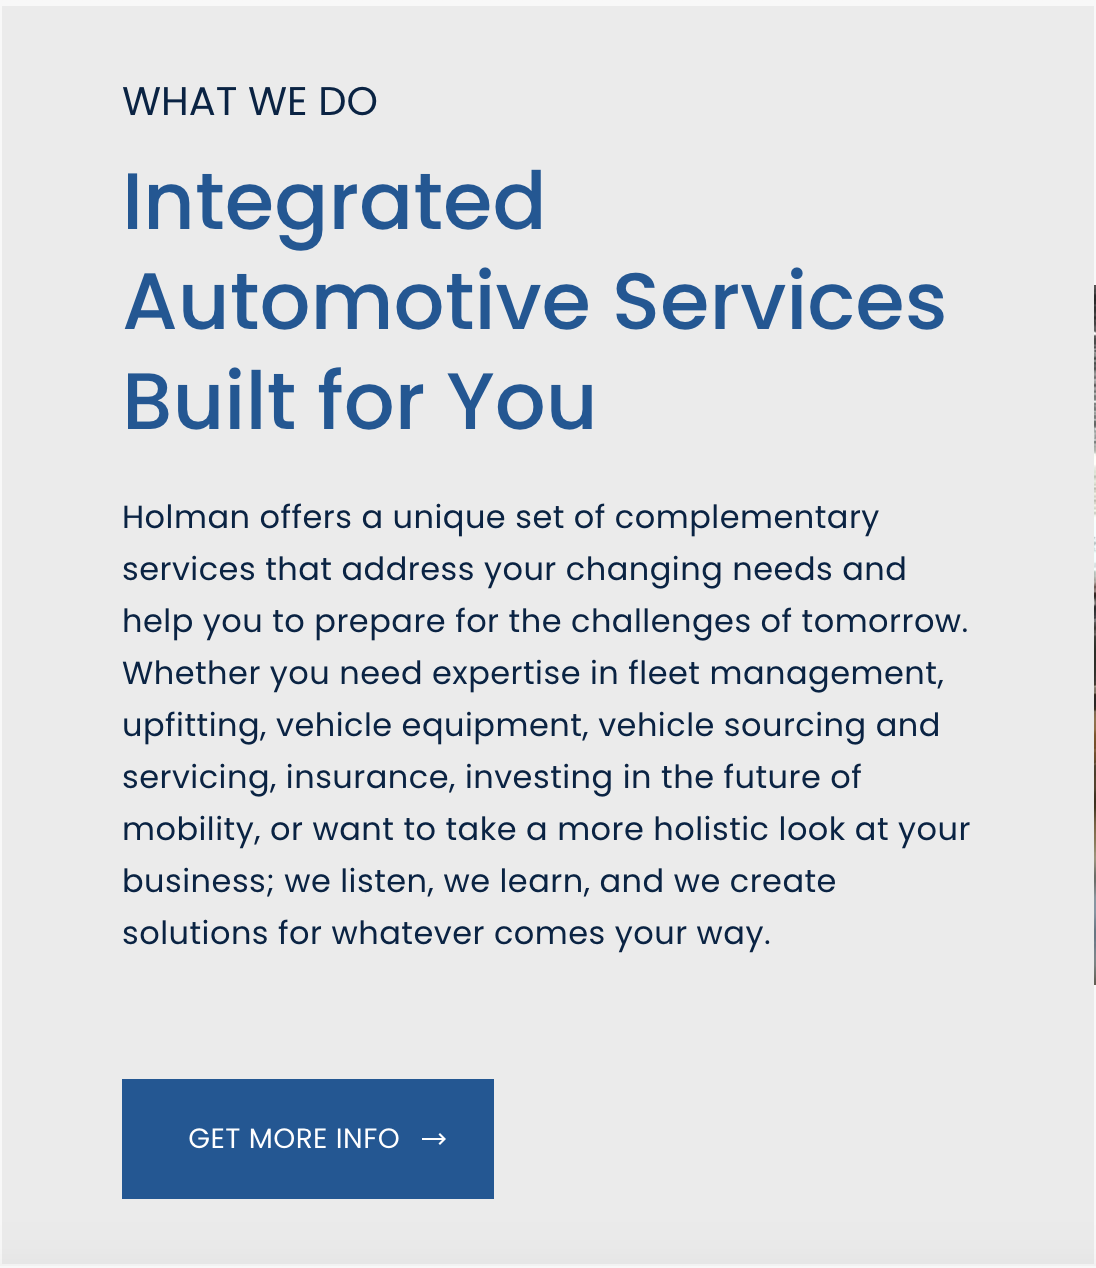 WHAT WE DO
Integrated
Automotive Services
Built for You
Holman offers a unique set of complementary
services that address your changing needs and
help you to prepare for the challenges of tomorrow.
Whether you need expertise in fleet management,
upfitting, vehicle equipment, vehicle sourcing and
servicing, insurance, investing in the future of
mobility, or want to take a more holistic look at your
business; we listen, we learn, and we create
solutions for whatever comes your way.
GET MORE INFO →